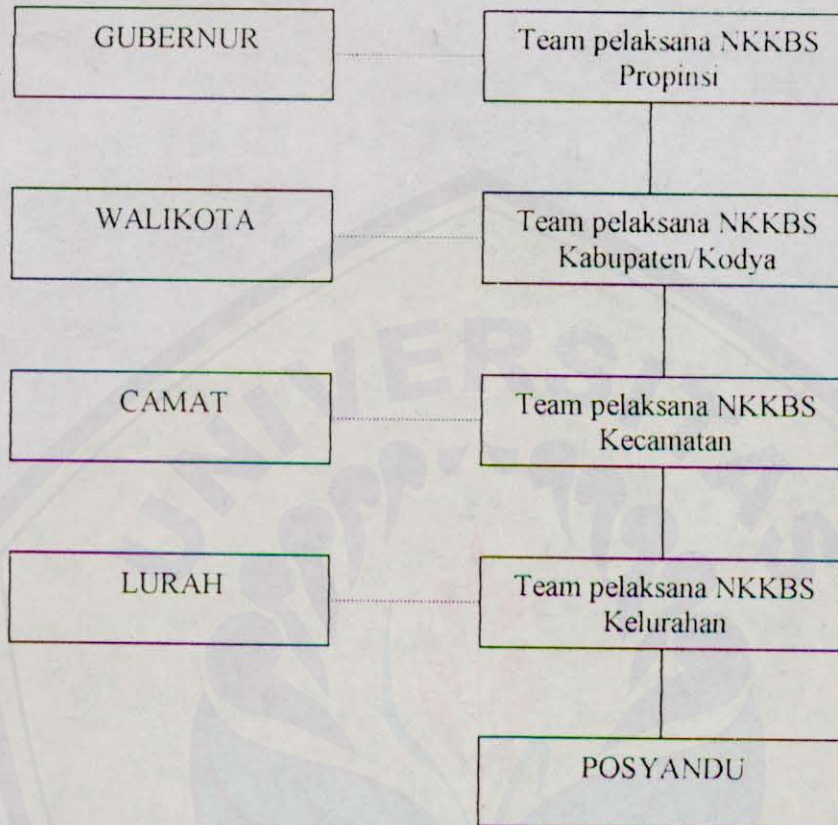 GUBERNUR
Team pelaksana NKKBS
Propinsi
WALIKOTA
Team pelaksana NKKBS
Kabupaten/Kodya
CAMAT
Team pelaksana NKKBS
Kecamatan
LURAH
Team pelaksana NKKBS
Kelurahan
POSYANDU
UNIVERSITAS